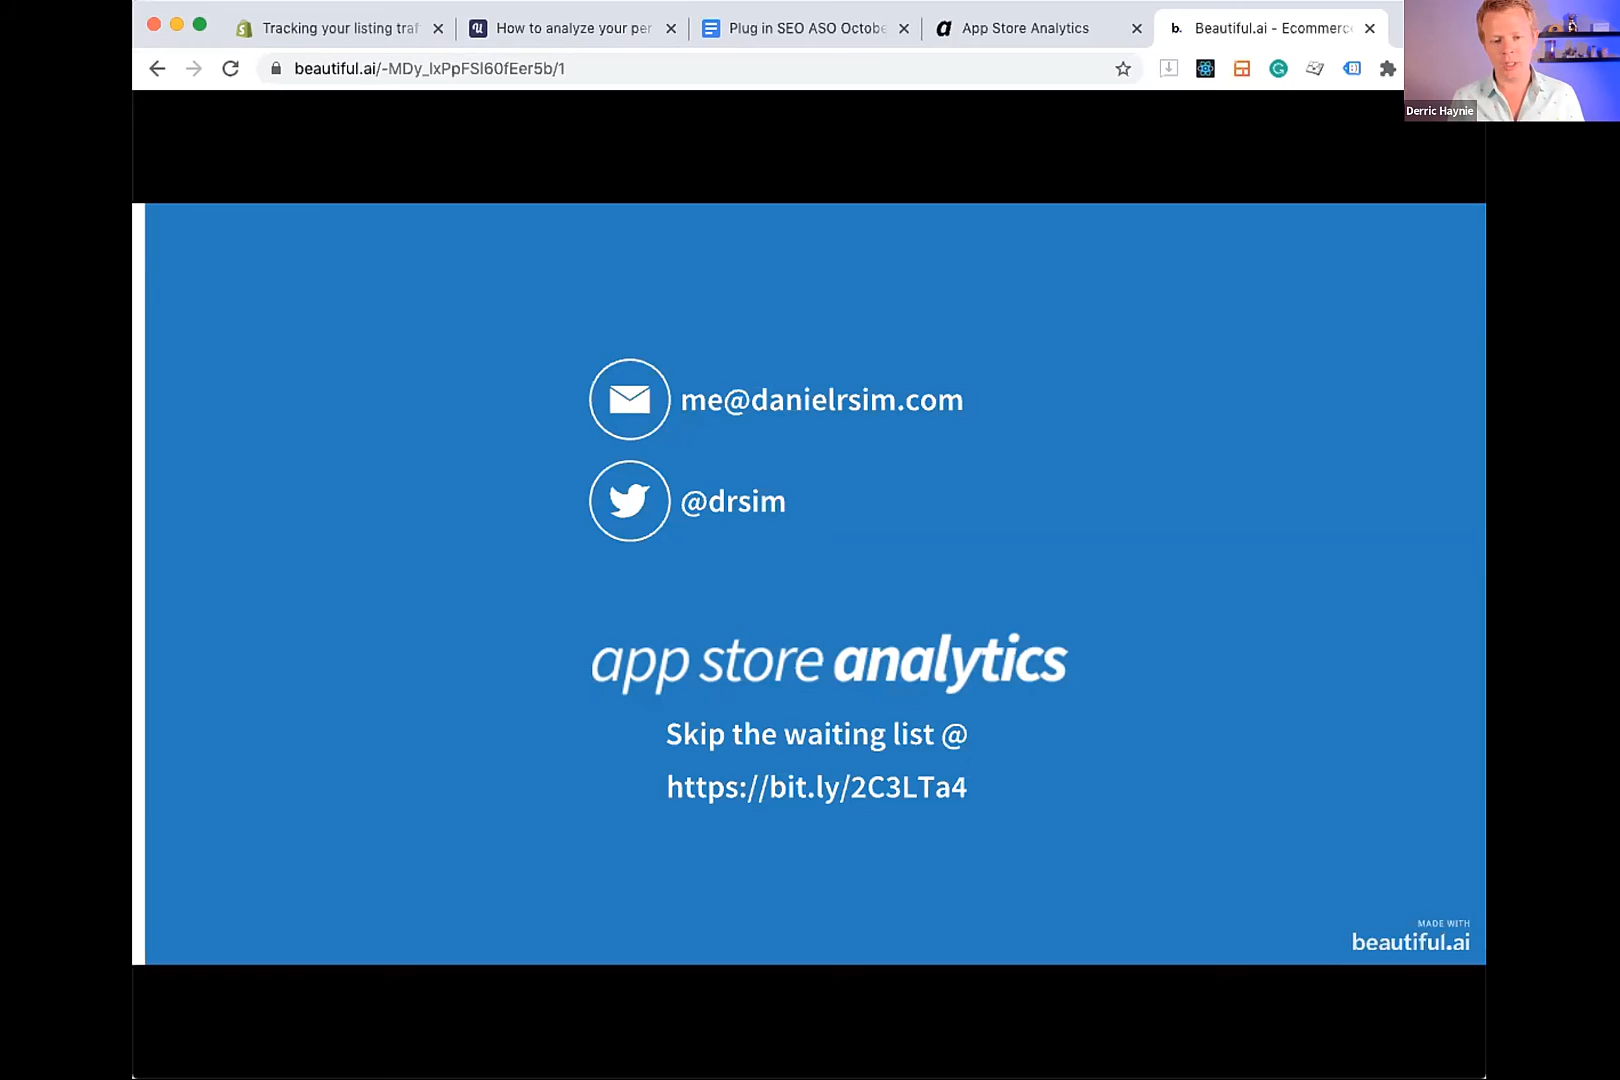 Tracking your listing traf
How to analyze your per
Plug in SEO ASO Octobe
App Store Analytics
b. Beautiful.ai - Ecommerc
beautiful.ai/-MDy_lxPpFSl60fEer5b/1
Derric Haynie
me@danielrsim.com
@drsim
app store analytics
Skip the waiting list @
https://bit.ly/2C3LTa4
MADE WITH
beautiful.ai